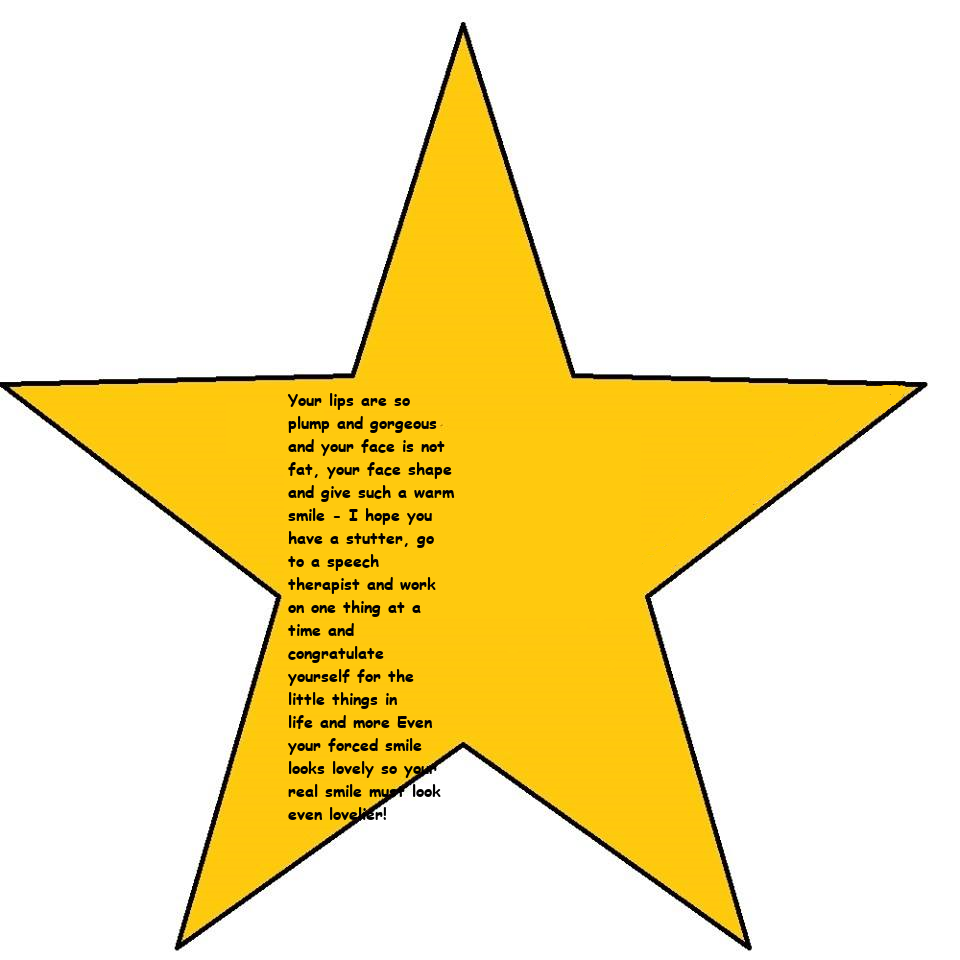 Your lips are so
plump and gorgeous
and your face is not
fat, your face shape
and give such a warm
smile - I hope you
have a stutter, go
to a speech
therapist and work
on one thing at a
time and
congratulate
yourself for the
little things in
life and more Even
your forced smile
looks lovely so your
real smile must look
even lovelier!